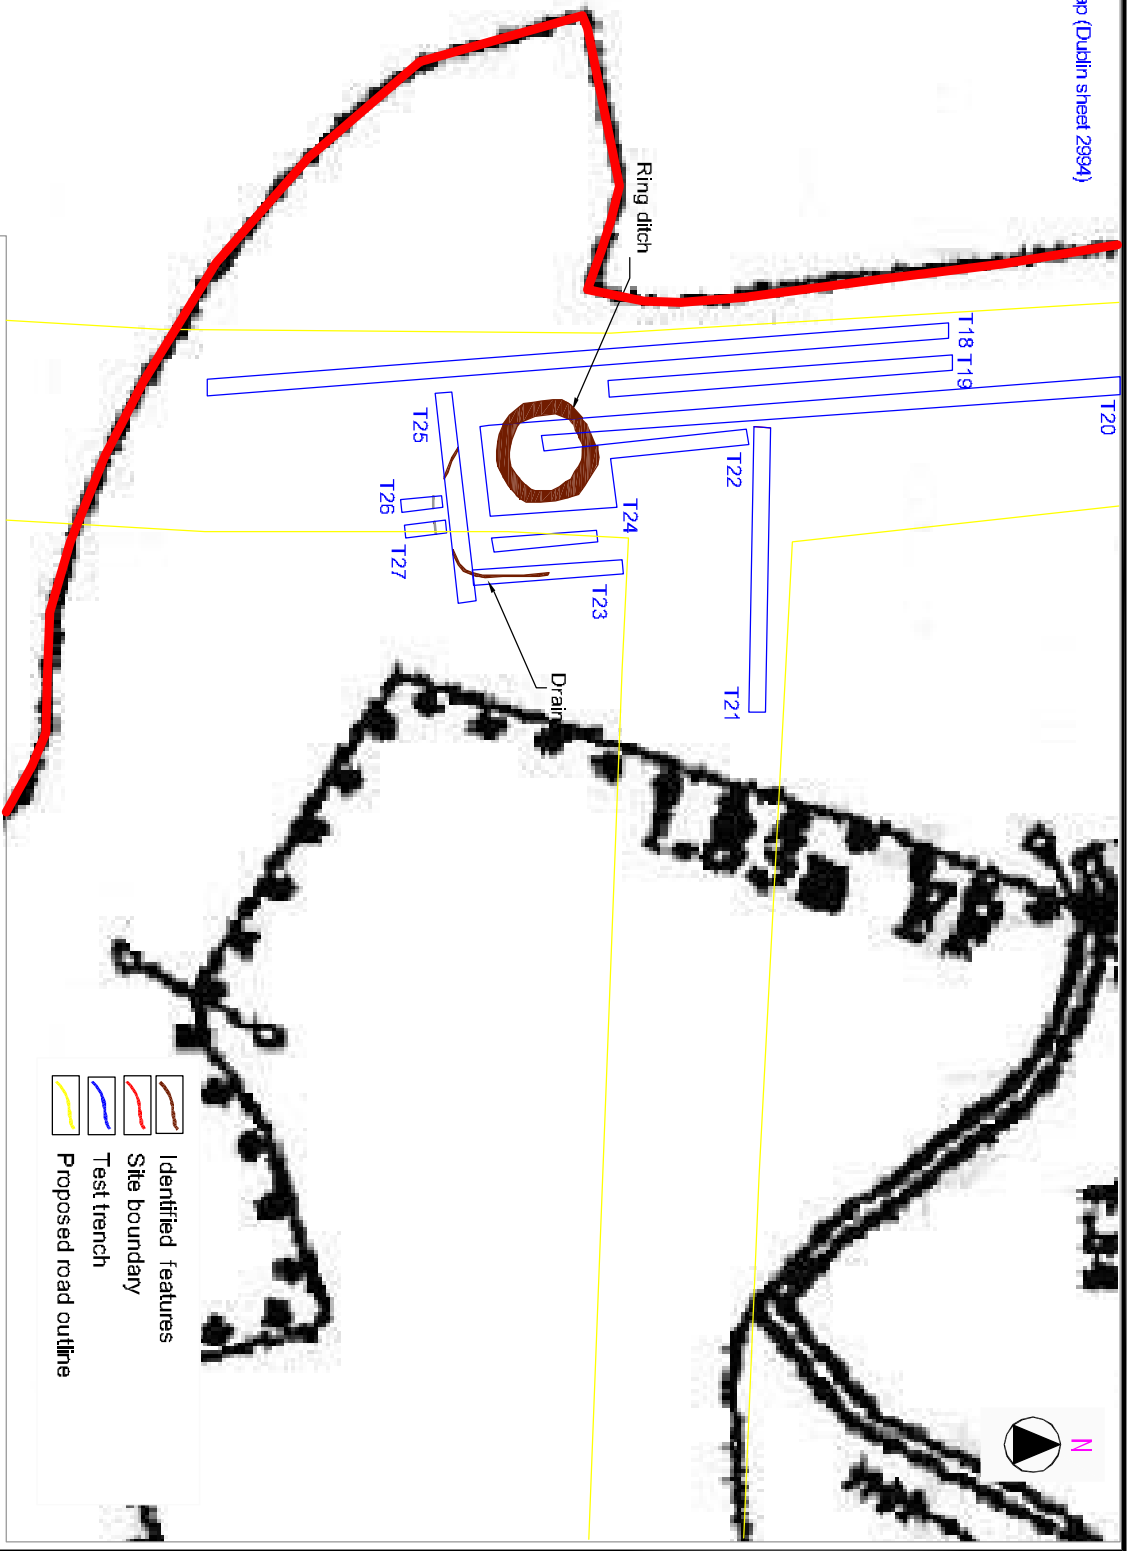 ap (Dublin sheet 2994)
N
Ring ditch
T18
T19
T20
T22
T24
T25
T26
T27
T23
T21
Drain
Identified features
Site boundary
Test trench
Proposed road outline